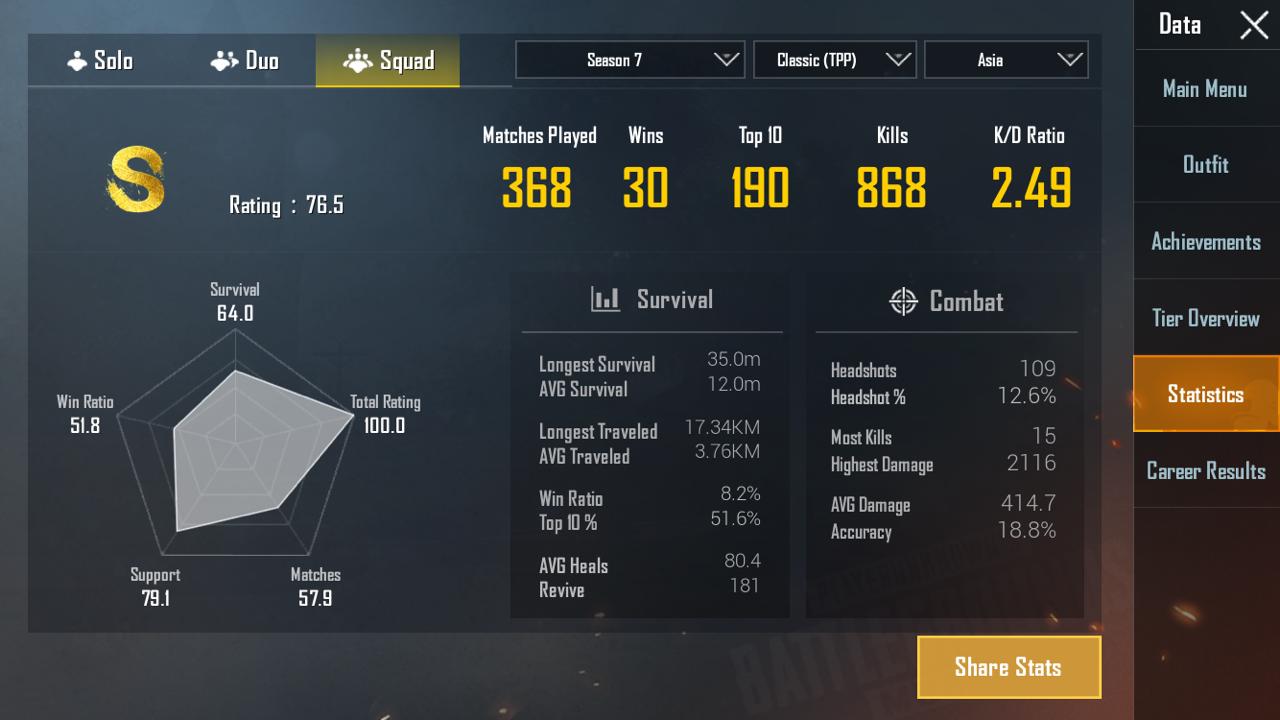 Data
Solo
Duo
Squad
Season 7
Classic (TPP)
Asia
Main Menu
Outfit
Achievements
Tier Overview
Statistics
Career Results
S
Rating : 76.5
Matches Played Wins Top 10 Kills K/D Ratio
368 30 190 868 2.49
Survival
64.0
Win Ratio
51.8
Total Rating
100.0
Support
79.1
Matches
57.9
Survival
Longest Survival 35.0m
AVG Survival 12.0m
Longest Traveled 17.34KM
AVG Traveled 3.76KM
Win Ratio 8.2%
Top 10 % 51.6%
AVG Heals 80.4
Revive 181
Combat
Headshots 109
Headshot % 12.6%
Most Kills 15
Highest Damage 2116
AVG Damage 414.7
Accuracy 18.8%
Share Stats